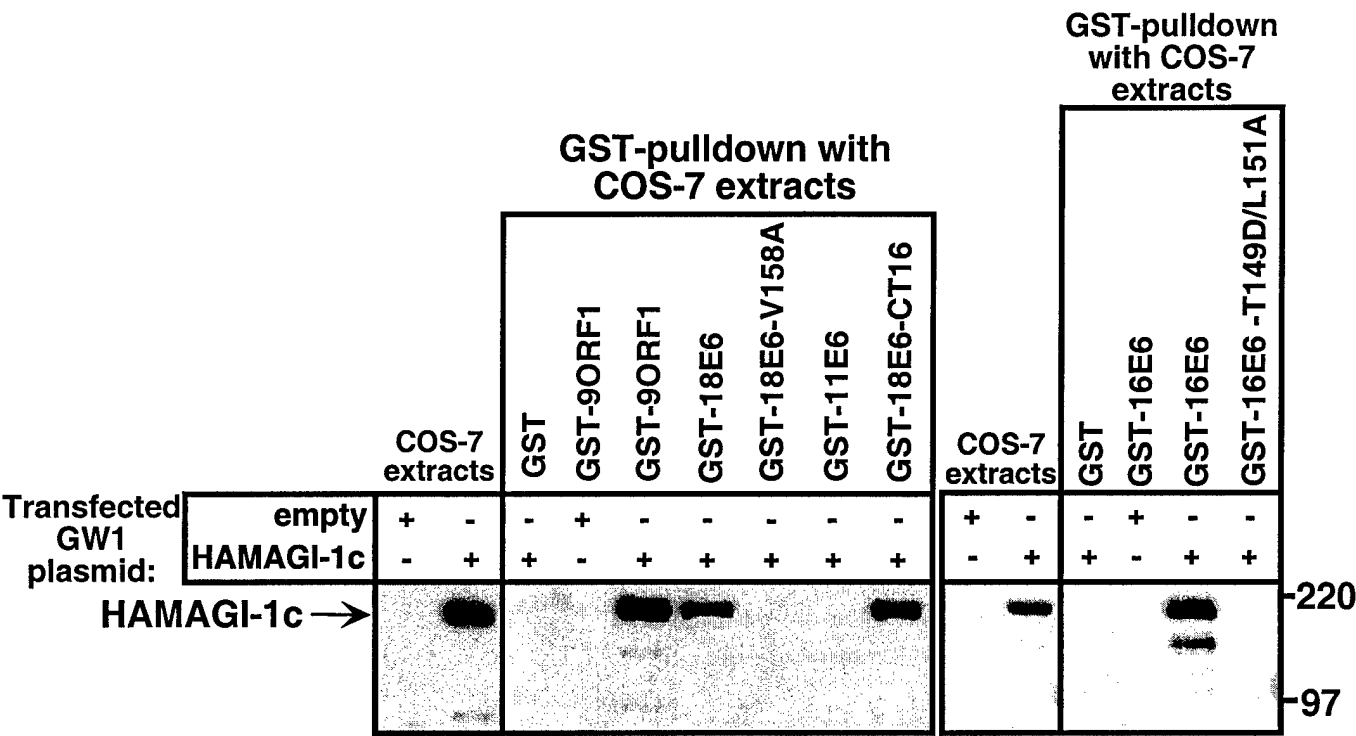 GST-pulldown
with COS-7
extracts
GST-pulldown with
COS-7 extracts
COS-7
extracts
GST
GST-9ORF1
GST-9ORF1
GST-18E6
GST-18E6-V158A
GST-11E6
GST-18E6-CT16
COS-7
extracts
GST
GST-16E6
GST-16E6
GST-16E6 -T149D/L151A
Transfected
GW1
plasmid:
empty + - - + - - - - - + - - + - -
HAMAGI-1c - + + - + + + + + - + + - + +
HAMAGI-1c →
220
97